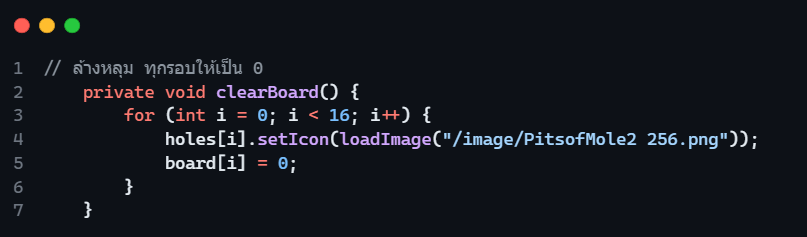 1 // ล้างหลุม ทุกรอบให้เป็น 0
2 private void clearBoard() {
3 for (int i = 0; i < 16; i++) {
4 holes[i].setIcon(loadImage("/image/PitsofMole2 256.png"));
5 board[i] = 0;
6 }
7 }